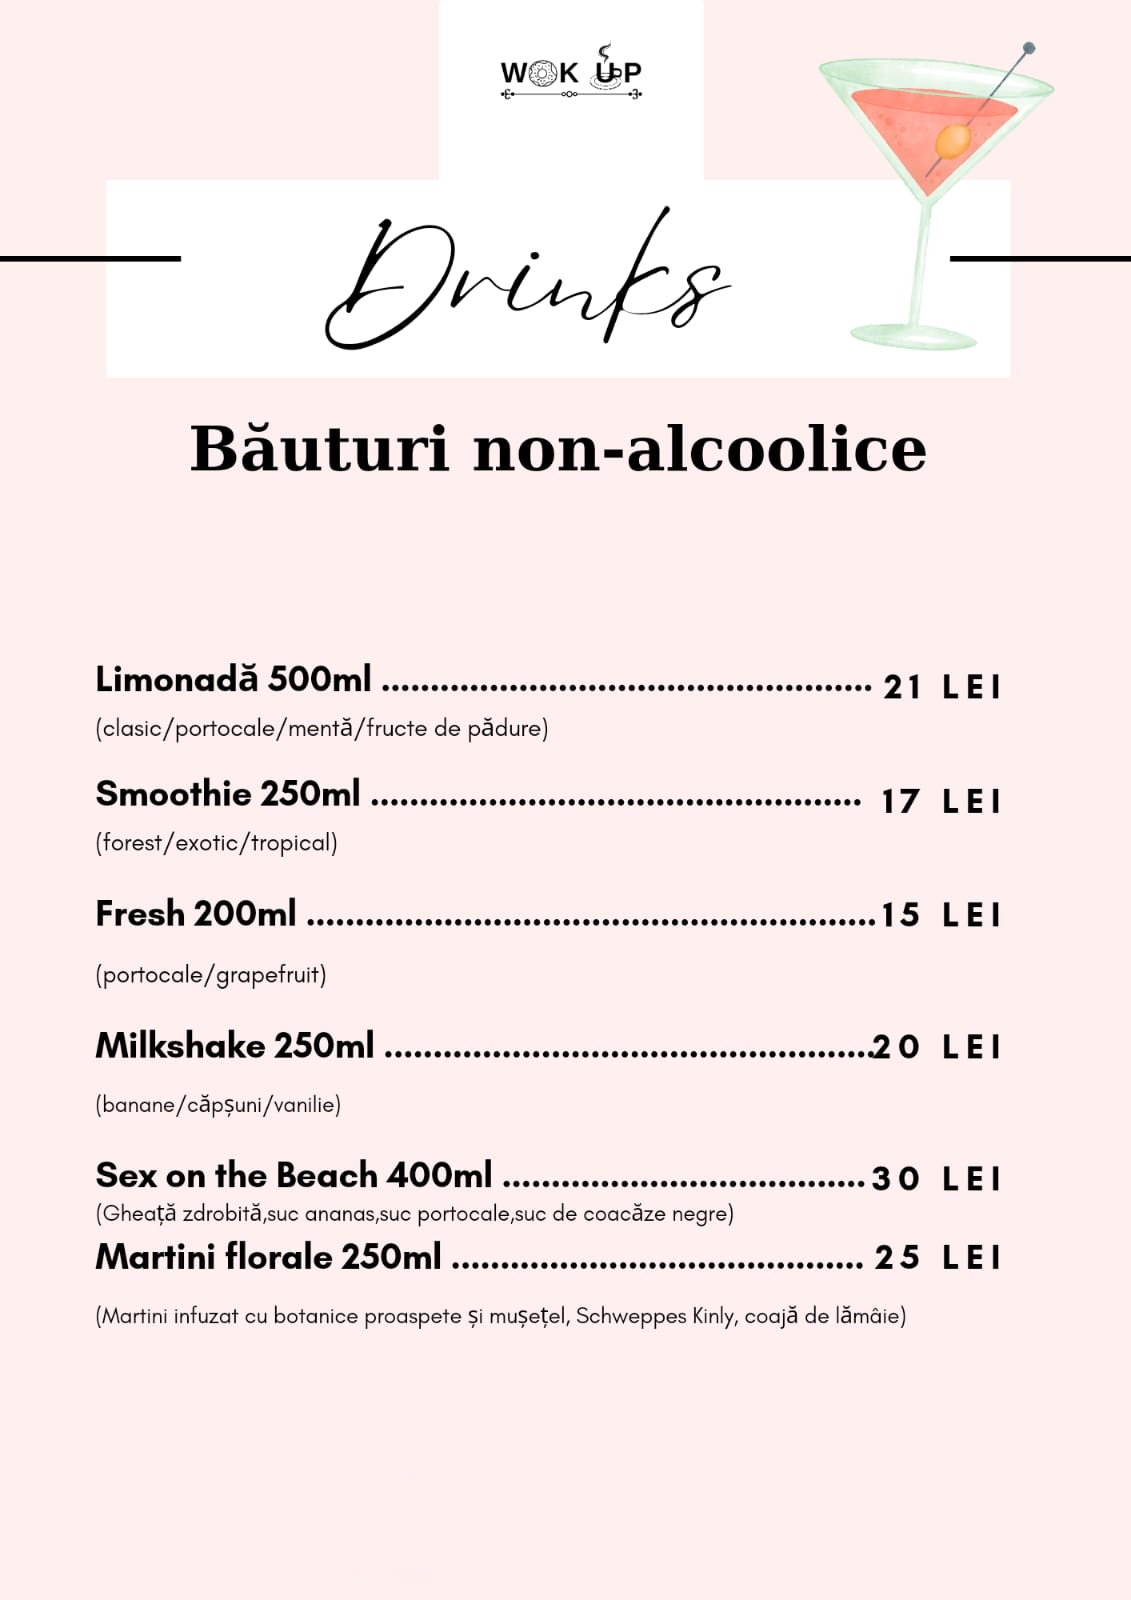 WOK UP
Drinks
Băuturi non-alcoolice
Limonadă 500ml .................................................. 21 LEI
(clasic/portocale/mentă/fructe de pădure)
Smoothie 250ml .................................................. 17 LEI
(forest/exotic/tropical)
Fresh 200ml ..........................................................15 LEI
(portocale/grapefruit)
Milkshake 250ml ..................................................20 LEI
(banane/căpșuni/vanilie)
Sex on the Beach 400ml ..................................... 30 LEI
(Gheață zdrobită,suc ananas,suc portocale,suc de coacăze negre)
Martini florale 250ml .......................................... 25 LEI
(Martini infuzat cu botanice proaspete și mușețel, Schweppes Kinly, coajă de lămâie)